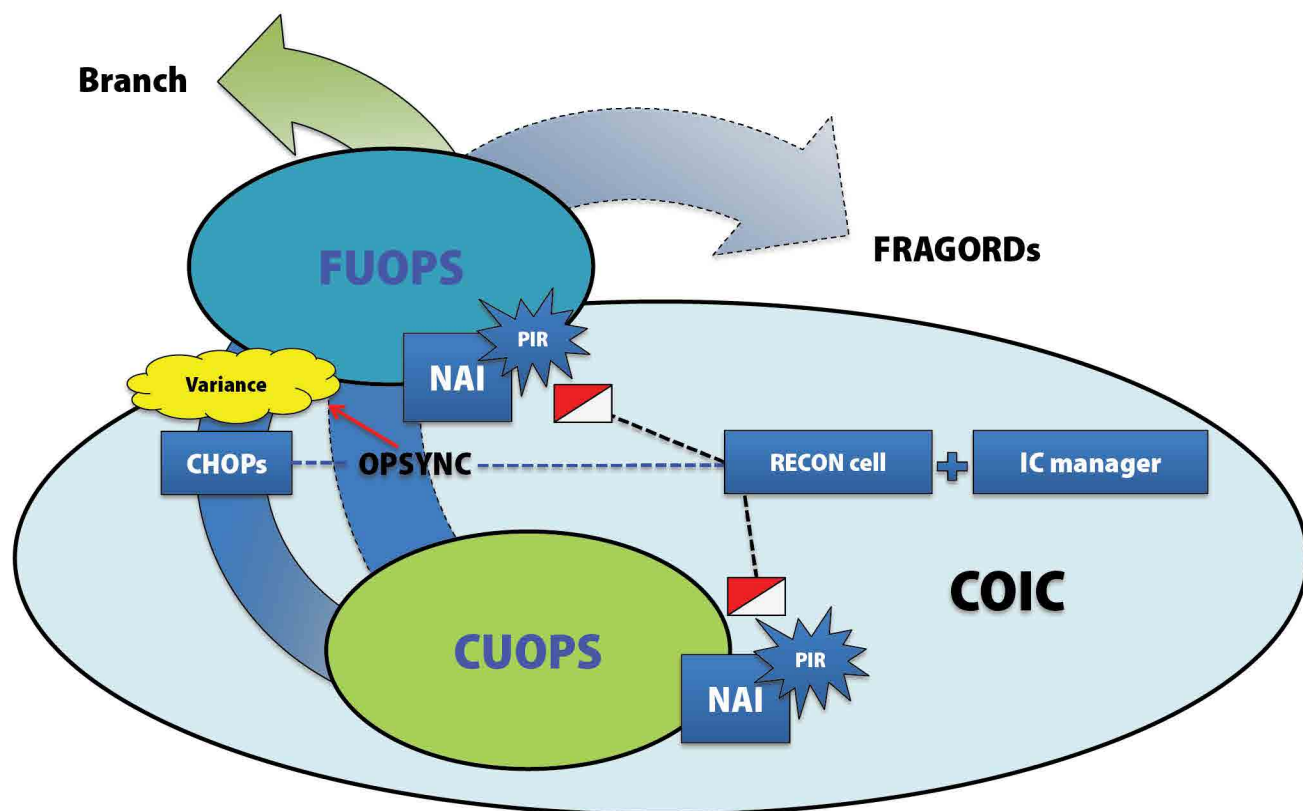 Branch
FRAGORDs
FUOPS
PIR
NAI
Variance
CHOPs
OPSYNC
RECON cell
IC manager
COIC
CUOPS
PIR
NAI